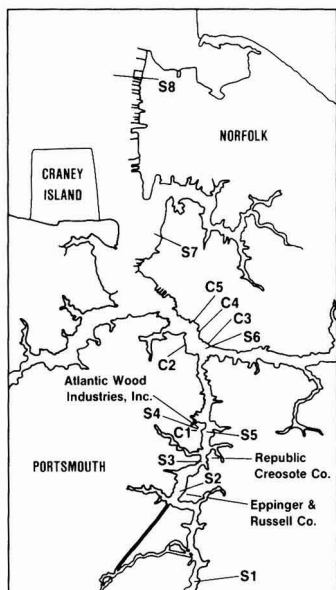 S8
NORFOLK
CRANEY
ISLAND
S7
C5
C4
C3
S6
C2
Atlantic Wood
Industries, Inc.
S4
C1
S5
Republic
Creosote Co.
S3
PORTSMOUTH
S2
Eppinger &
Russell Co.
S1